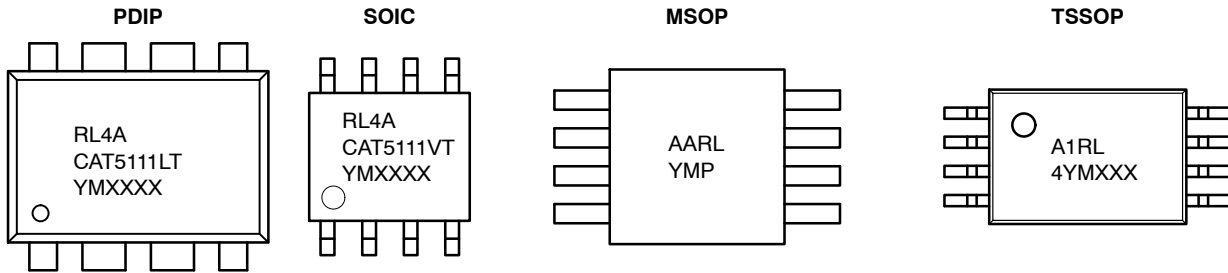 PDIP
SOIC
MSOP
TSSOP
RL4A
CAT5111LT
YMXXXX
RL4A
CAT5111VT
YMXXXX
AARL
YMP
A1RL
4YMXXX